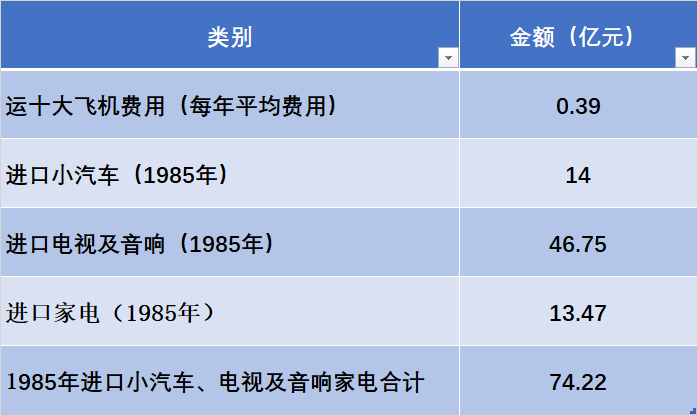 类别 金额（亿元）
运十大飞机费用（每年平均费用） 0.39
进口小汽车（1985年） 14
进口电视及音响（1985年） 46.75
进口家电（1985年） 13.47
1985年进口小汽车、电视及音响家电合计 74.22